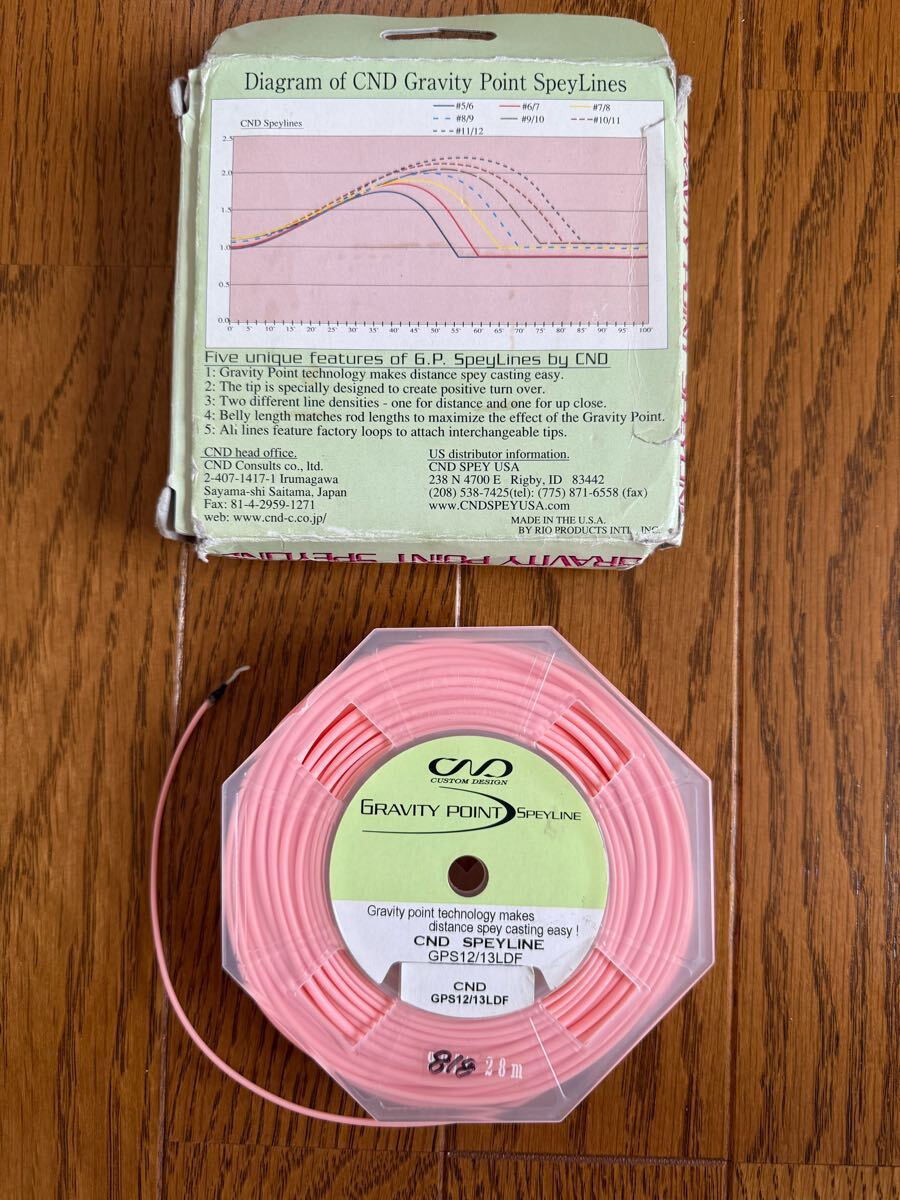 Diagram of CND Gravity Point SpeyLines
#5/6 #6/7 #7/8
CND Speylines #8/9 #9/10 #10/11
#11/12
2.5
2.0
1.5
1.0
0.5
0.0
0' 5' 10' 15' 20' 25' 30' 35' 40' 45' 50' 55' 60' 65' 70' 75' 80' 85' 90' 95' 100'
Five unique features of G.P. SpeyLines by CND
1: Gravity Point technology makes distance spey casting easy.
2: The tip is specially designed to create positive turn over.
3: Two different line densities - one for distance and one for up close.
4: Belly length matches rod lengths to maximize the effect of the Gravity Point.
5: All lines feature factory loops to attach interchangeable tips.
CND head office.
CND Consults co., ltd.
2-407-1417-1 Irumagawa
Sayama-shi Saitama, Japan
Fax: 81-4-2959-1271
web: www.cnd-c.co.jp/
US distributor information.
CND SPEY USA
238 N 4700 E Rigby, ID 83442
(208) 538-7425(tel): (775) 871-6558 (fax)
www.CNDSPEYUSA.com
MADE IN THE U.S.A.
BY RIO PRODUCTS INTL., INC.
GRAVITY POINT SPEYLINE
CND
CUSTOM DESIGN
GRAVITY POINT SPEYLINE
Gravity point technology makes
distance spey casting easy !
CND SPEYLINE
GPS12/13LDF
CND
GPS12/13LDF
28m